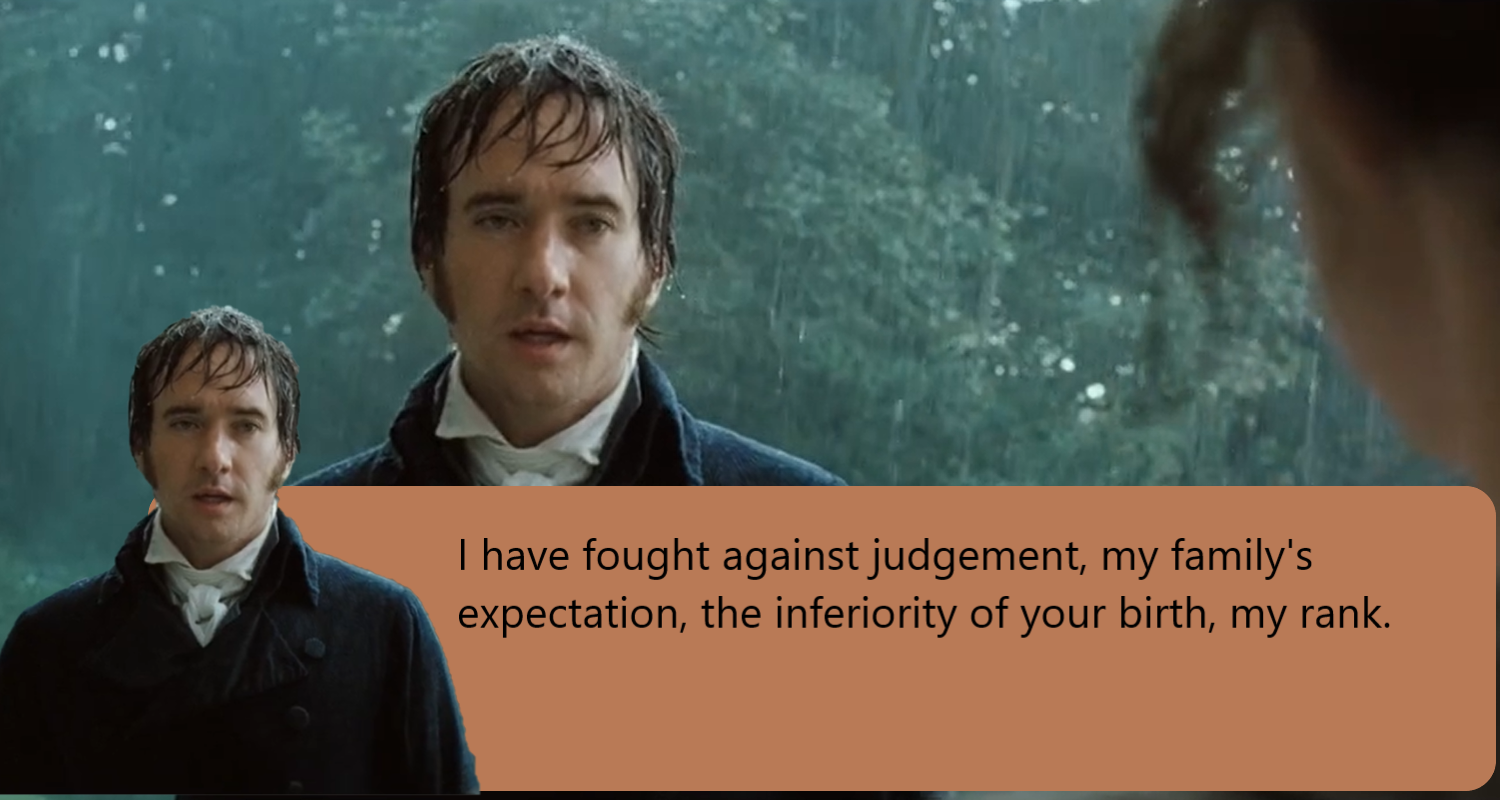 I have fought against judgement, my family's
expectation, the inferiority of your birth, my rank.